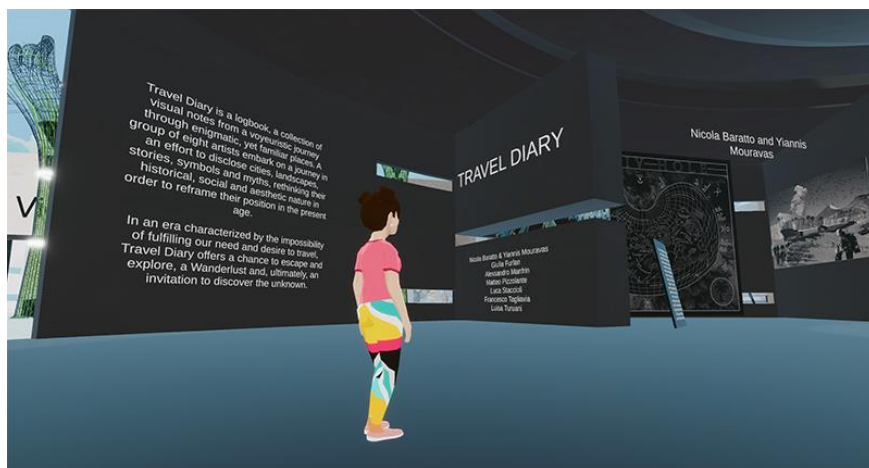 V
Travel Diary is a logbook, a collection of
visual notes from a voyeuristic journey
through enigmatic, yet familiar places. A
group of eight artists embark on a journey in
an effort to disclose cities, landscapes,
stories, symbols and myths, rethinking their
historical, social and aesthetic nature in
order to reframe their position in the present
age.
In an era characterized by the impossibility
of fulfilling our need and desire to travel,
Travel Diary offers a chance to escape and
explore, a Wanderlust and, ultimately, an
invitation to discover the unknown.
TRAVEL DIARY
Nicola Baratto & Yiannis Mouravas
Giulia Furlan
Alessandro Manfrin
Matteo Pizzolante
Luca Staccioli
Francesco Tagliavia
Luisa Turuani
Nicola Baratto and Yiannis
Mouravas